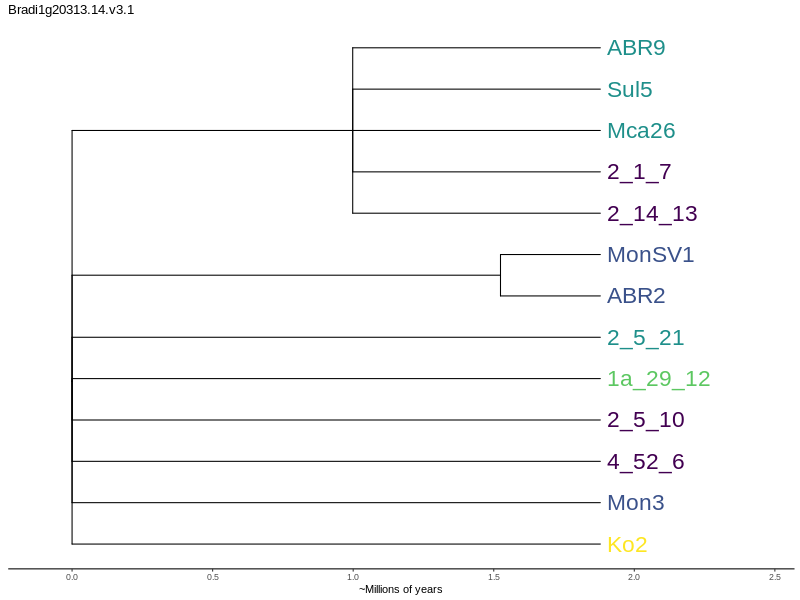 Bradi1g20313.14.v3.1
ABR9
Sul5
Mca26
2_1_7
2_14_13
MonSV1
ABR2
2_5_21
1a_29_12
2_5_10
4_52_6
Mon3
Ko2
0.0 0.5 1.0 1.5 2.0 2.5
~Millions of years